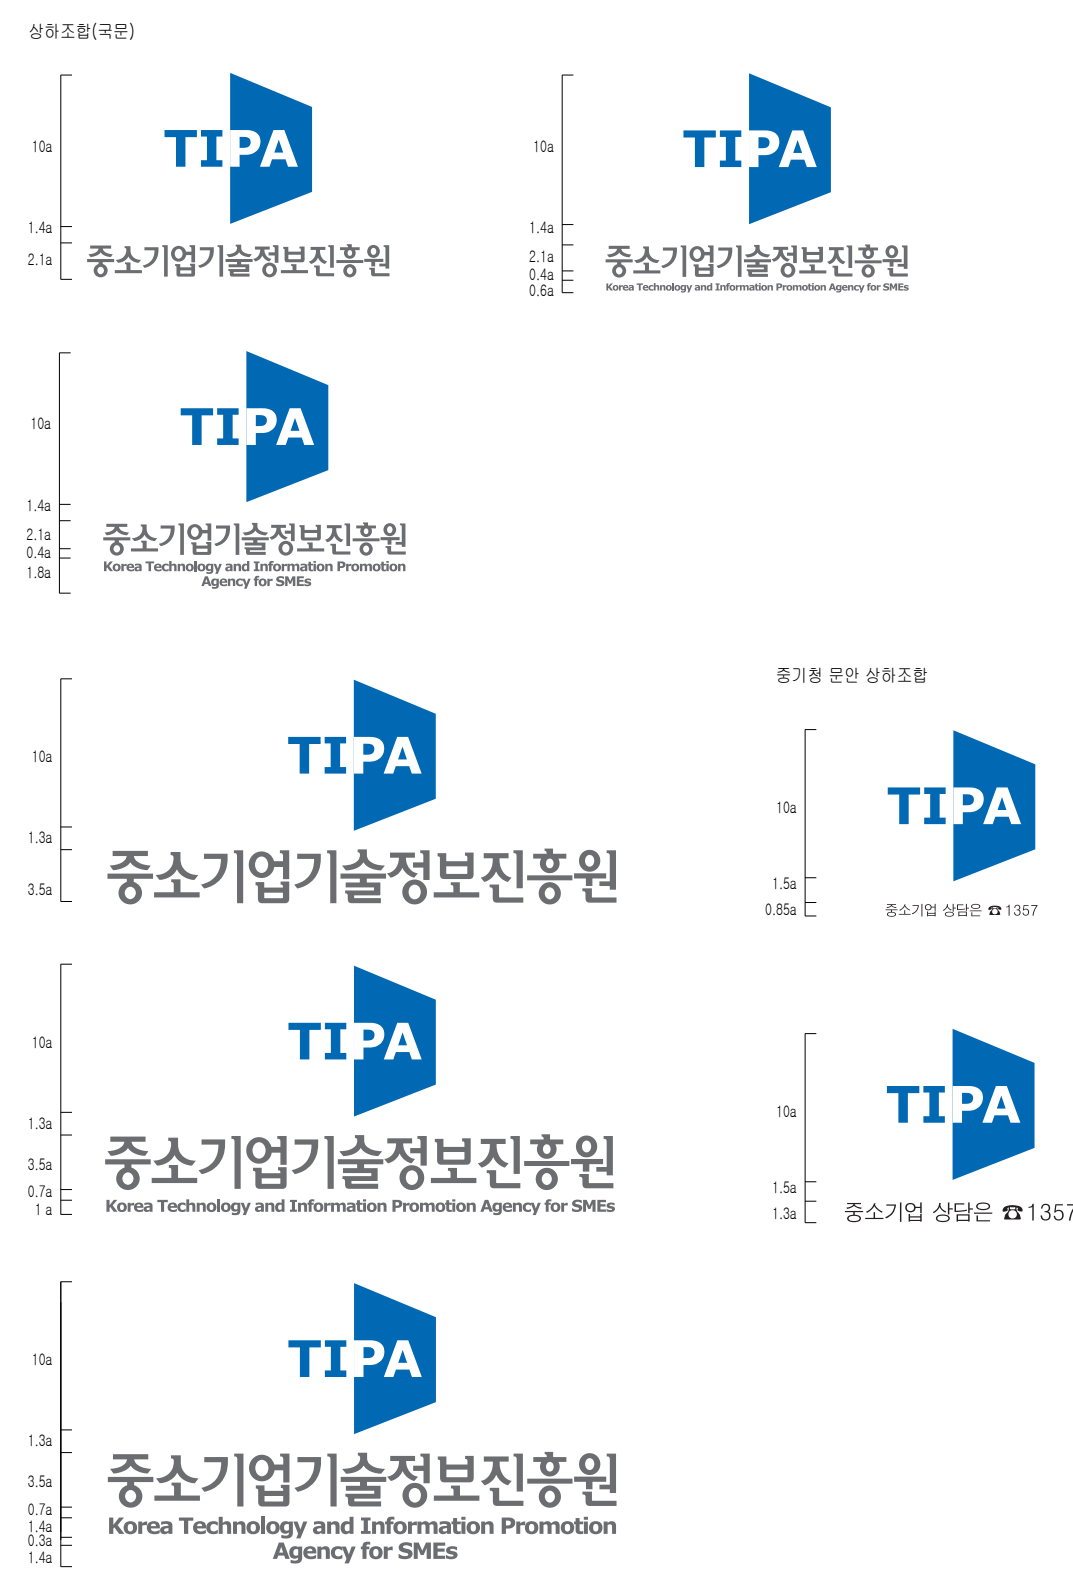 상하조합(국문)
10a
1.4a
2.1a
TIPA
중소기업기술정보진흥원
10a
1.4a
2.1a
0.4a
0.6a
TIPA
중소기업기술정보진흥원
Korea Technology and Information Promotion Agency for SMEs
10a
1.4a
2.1a
0.4a
1.8a
TIPA
중소기업기술정보진흥원
Korea Technology and Information Promotion
Agency for SMEs
10a
1.3a
3.5a
TIPA
중소기업기술정보진흥원
중기청 문안 상하조합
10a
1.5a
0.85a
TIPA
중소기업 상담은 ☎1357
10a
1.3a
3.5a
0.7a
1 a
TIPA
중소기업기술정보진흥원
Korea Technology and Information Promotion Agency for SMEs
10a
1.5a
1.3a
TIPA
중소기업 상담은 ☎1357
10a
1.3a
3.5a
0.7a
1.4a
0.3a
1.4a
TIPA
중소기업기술정보진흥원
Korea Technology and Information Promotion
Agency for SMEs